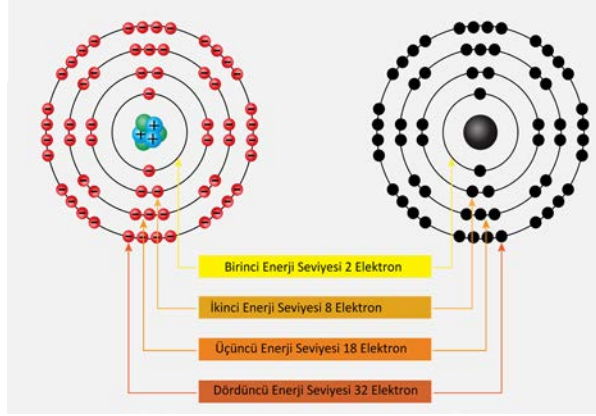 Birinci Enerji Seviyesi 2 Elektron
İkinci Enerji Seviyesi 8 Elektron
Üçüncü Enerji Seviyesi 18 Elektron
Dördüncü Enerji Seviyesi 32 Elektron